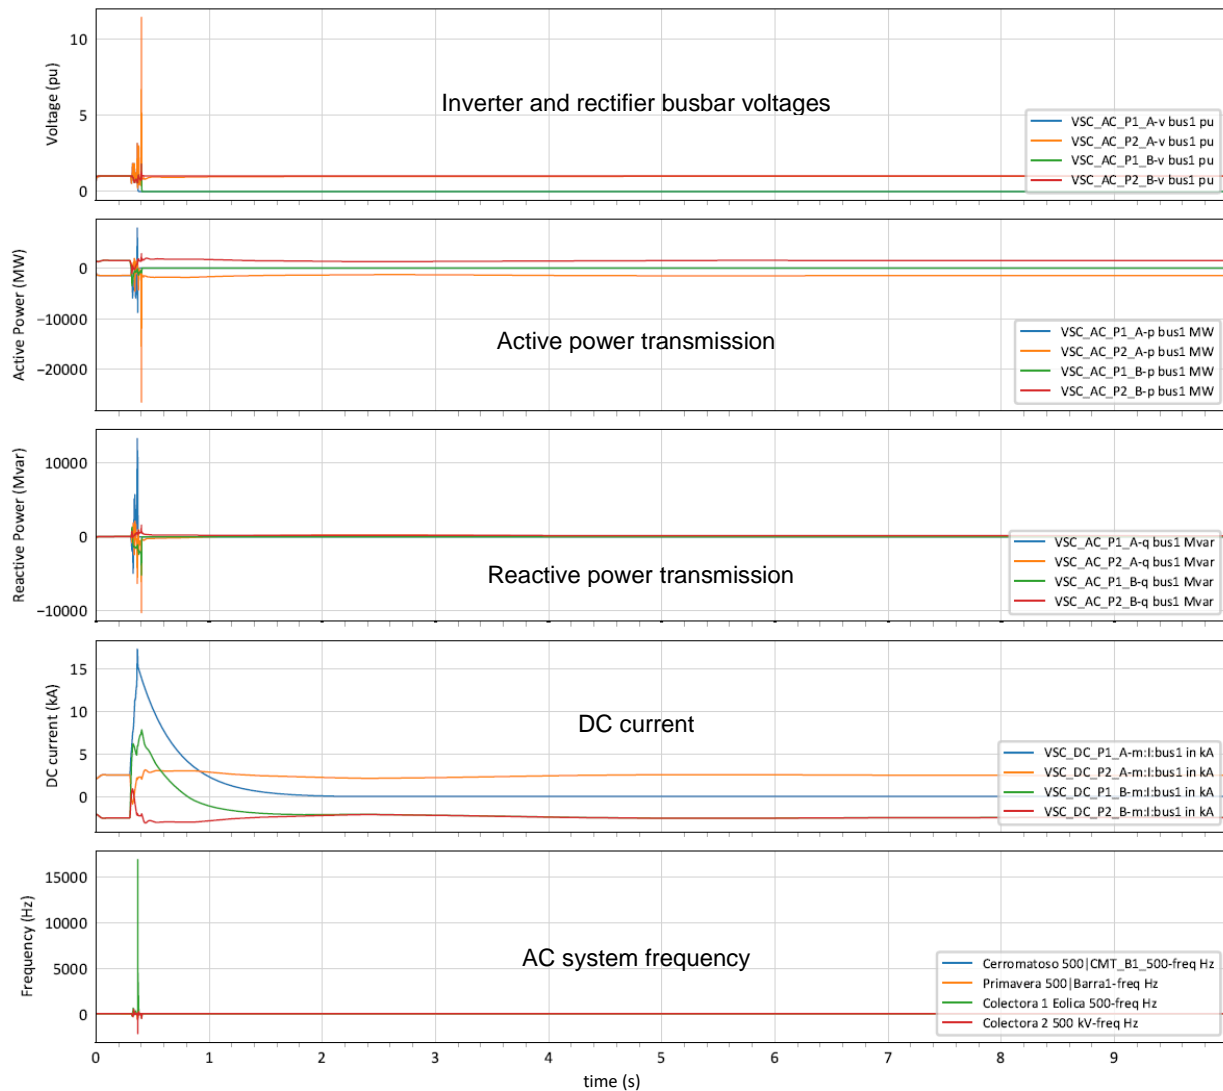 10
5
0
Voltage (pu)
Inverter and rectifier busbar voltages
VSC_AC_P1_A-v bus1 pu
VSC_AC_P2_A-v bus1 pu
VSC_AC_P1_B-v bus1 pu
VSC_AC_P2_B-v bus1 pu
0
−10000
−20000
Active Power (MW)
Active power transmission
VSC_AC_P1_A-p bus1 MW
VSC_AC_P2_A-p bus1 MW
VSC_AC_P1_B-p bus1 MW
VSC_AC_P2_B-p bus1 MW
10000
0
−10000
Reactive Power (Mvar)
Reactive power transmission
VSC_AC_P1_A-q bus1 Mvar
VSC_AC_P2_A-q bus1 Mvar
VSC_AC_P1_B-q bus1 Mvar
VSC_AC_P2_B-q bus1 Mvar
15
10
5
0
DC current (kA)
DC current
VSC_DC_P1_A-m:I:bus1 in kA
VSC_DC_P2_A-m:I:bus1 in kA
VSC_DC_P1_B-m:I:bus1 in kA
VSC_DC_P2_B-m:I:bus1 in kA
15000
10000
5000
0
Frequency (Hz)
AC system frequency
Cerromatoso 500|CMT_B1_500-freq Hz
Primavera 500|Barra1-freq Hz
Colectora 1 Eolica 500-freq Hz
Colectora 2 500 kV-freq Hz
0 1 2 3 4 5 6 7 8 9
time (s)